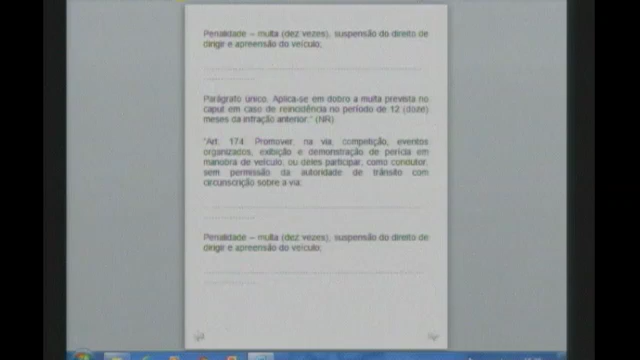 Penalidade – multa (dez vezes), suspensão do direito de
dirigir e apreensão do veículo;
Parágrafo único. Aplica-se em dobro a multa prevista no
caput em caso de reincidência no período de 12 (doze)
meses da infração anterior." (NR)
"Art. 174. Promover, na via, competição, eventos
organizados, exibição e demonstração de perícia em
manobra de veículo, ou deles participar, como condutor,
sem permissão da autoridade de trânsito com
circunscrição sobre a via:
Penalidade – multa (dez vezes), suspensão do direito de
dirigir e apreensão do veículo;